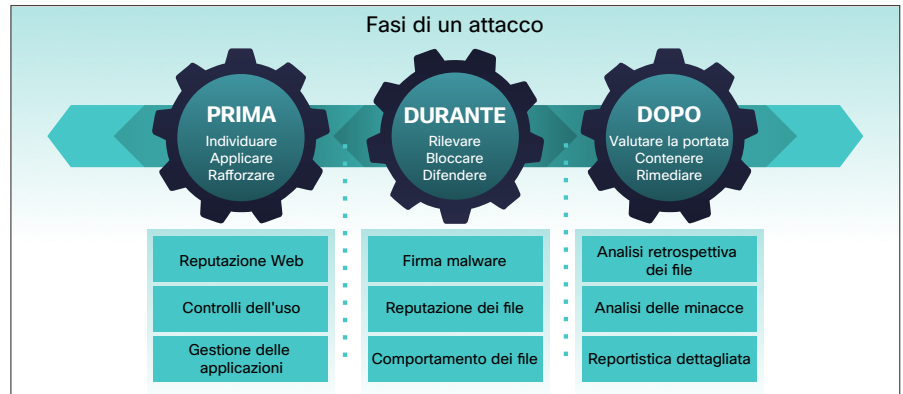 Fasi di un attacco
PRIMA
Individuare
Applicare
Rafforzare
DURANTE
Rilevare
Bloccare
Difendere
DOPO
Valutare la portata
Contenere
Rimediare
Reputazione Web
Controlli dell'uso
Gestione delle
applicazioni
Firma malware
Reputazione dei file
Comportamento dei file
Analisi retrospettiva
dei file
Analisi delle minacce
Reportistica dettagliata